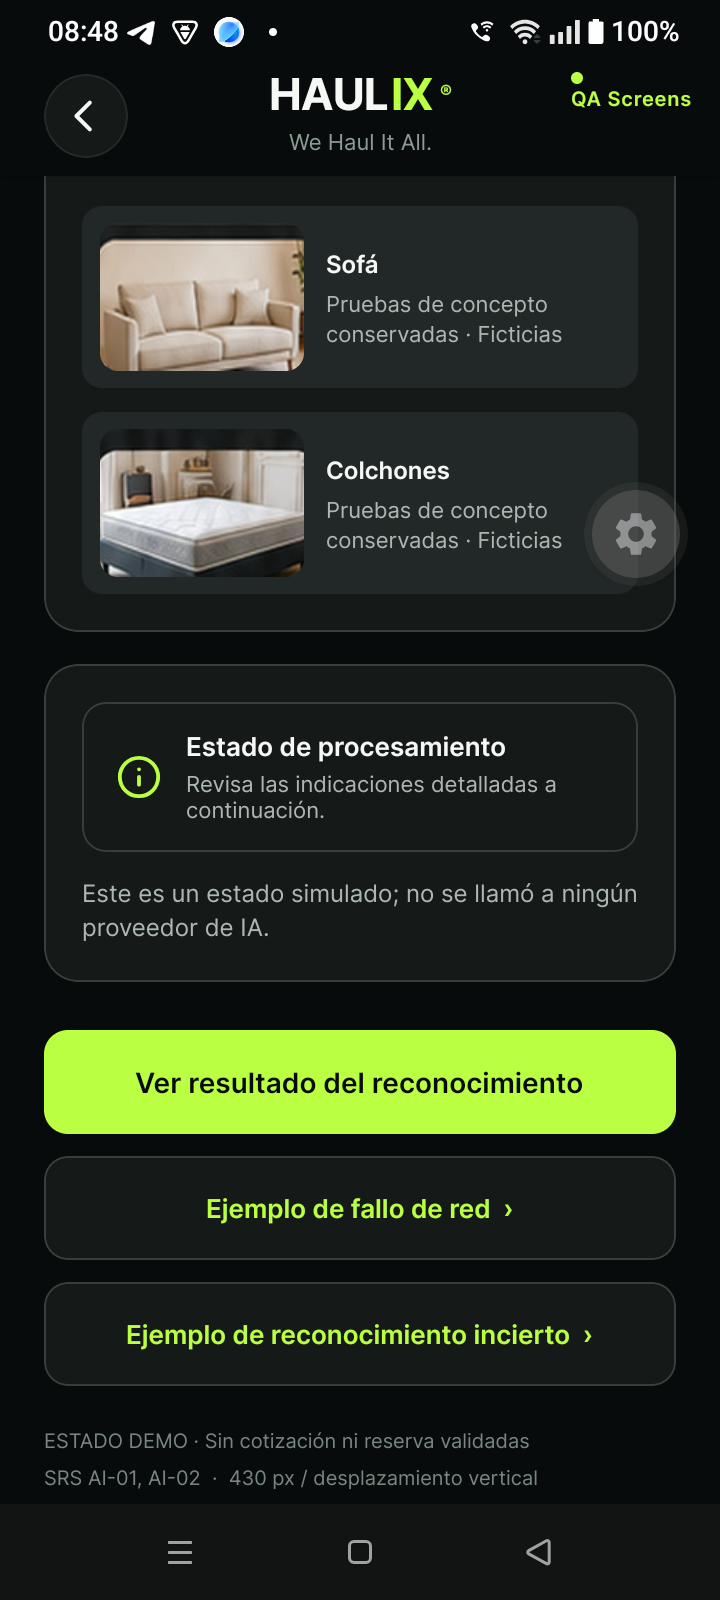 08:48
100%
HAULIX ®
We Haul It All.
QA Screens
Sofá
Pruebas de concepto
conservadas · Ficticias
Colchones
Pruebas de concepto
conservadas · Ficticias
Estado de procesamiento
Revisa las indicaciones detalladas a
continuación.
Este es un estado simulado; no se llamó a ningún
proveedor de IA.
Ver resultado del reconocimiento
Ejemplo de fallo de red ›
Ejemplo de reconocimiento incierto ›
ESTADO DEMO · Sin cotización ni reserva validadas
SRS AI-01, AI-02 · 430 px / desplazamiento vertical